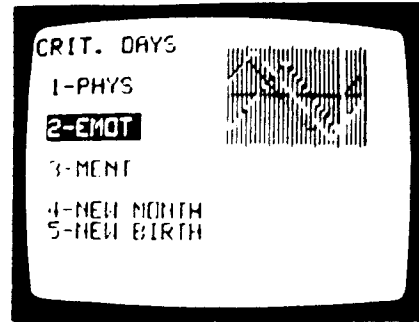 CRIT. DAYS
1-PHYS
2-EMOT
3-MENT
4-NEW MONTH
5-NEW BIRTH